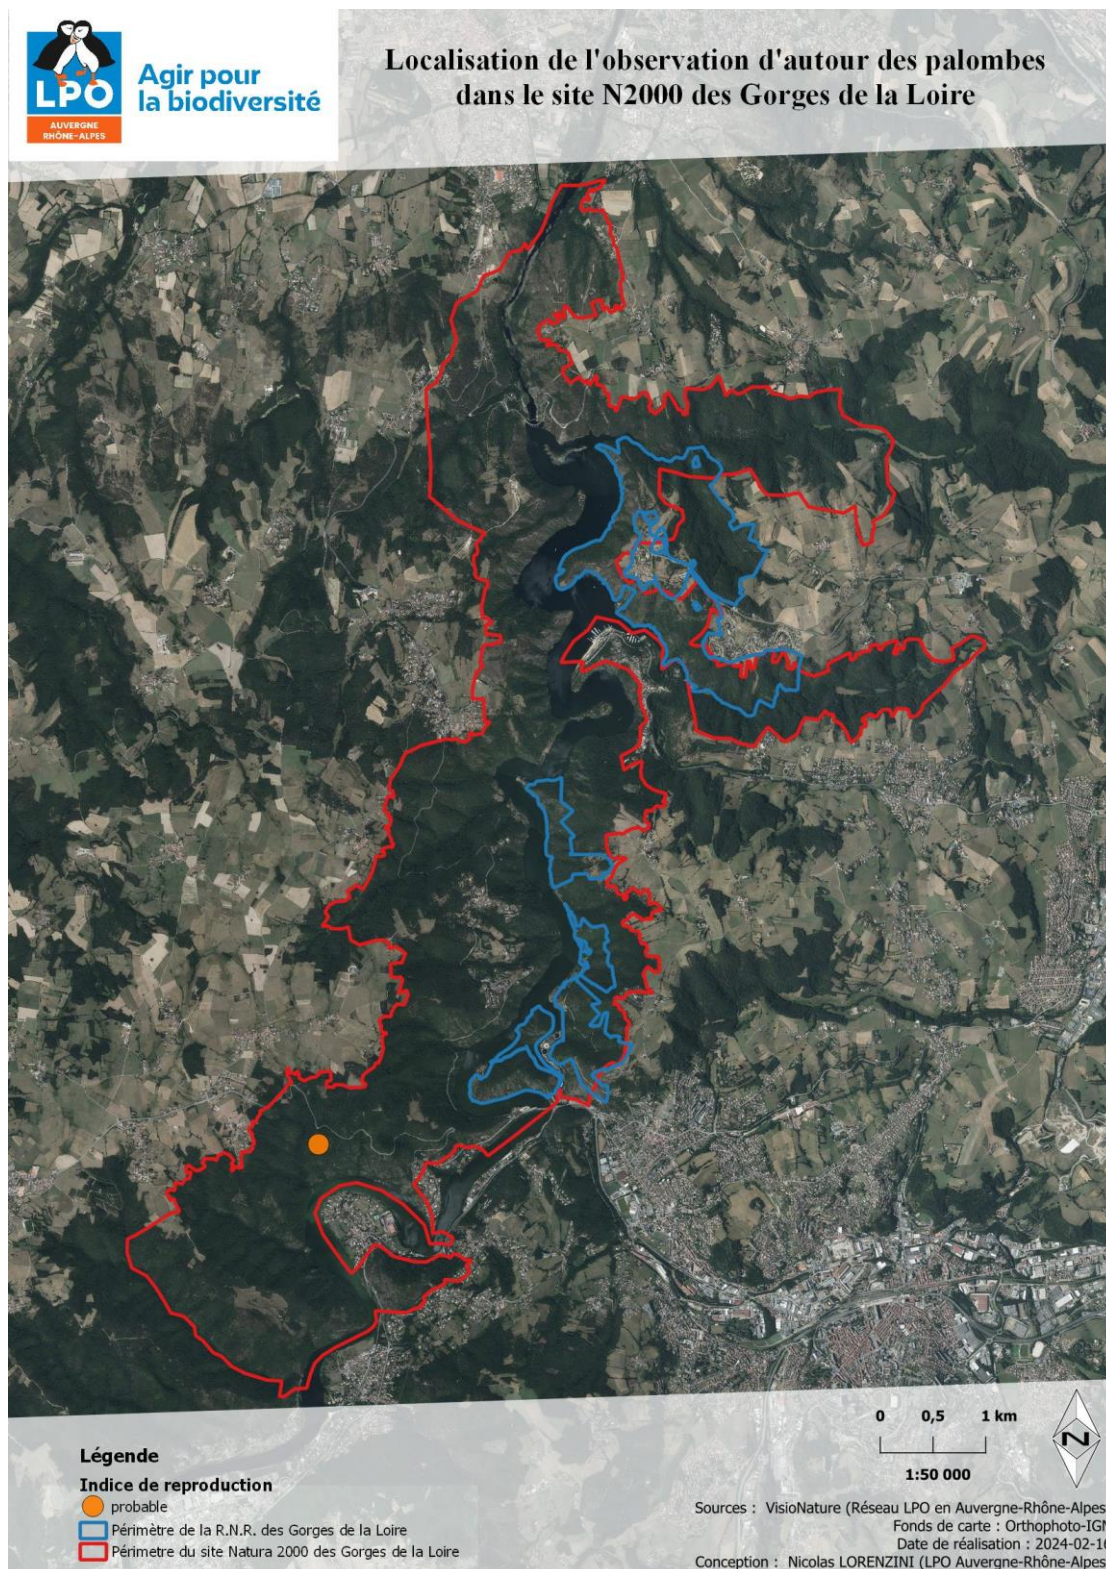 LPO
AUVERGNE
RHÔNE-ALPES
Agir pour
la biodiversité
Localisation de l'observation d'autour des palombes
dans le site N2000 des Gorges de la Loire
Légende
Indice de reproduction
probable
Périmètre de la R.N.R. des Gorges de la Loire
Périmetre du site Natura 2000 des Gorges de la Loire
0 0,5 1 km
1:50 000
N
Sources : VisioNature (Réseau LPO en Auvergne-Rhône-Alpes
Fonds de carte : Orthophoto-IGN
Date de réalisation : 2024-02-16
Conception : Nicolas LORENZINI (LPO Auvergne-Rhône-Alpes